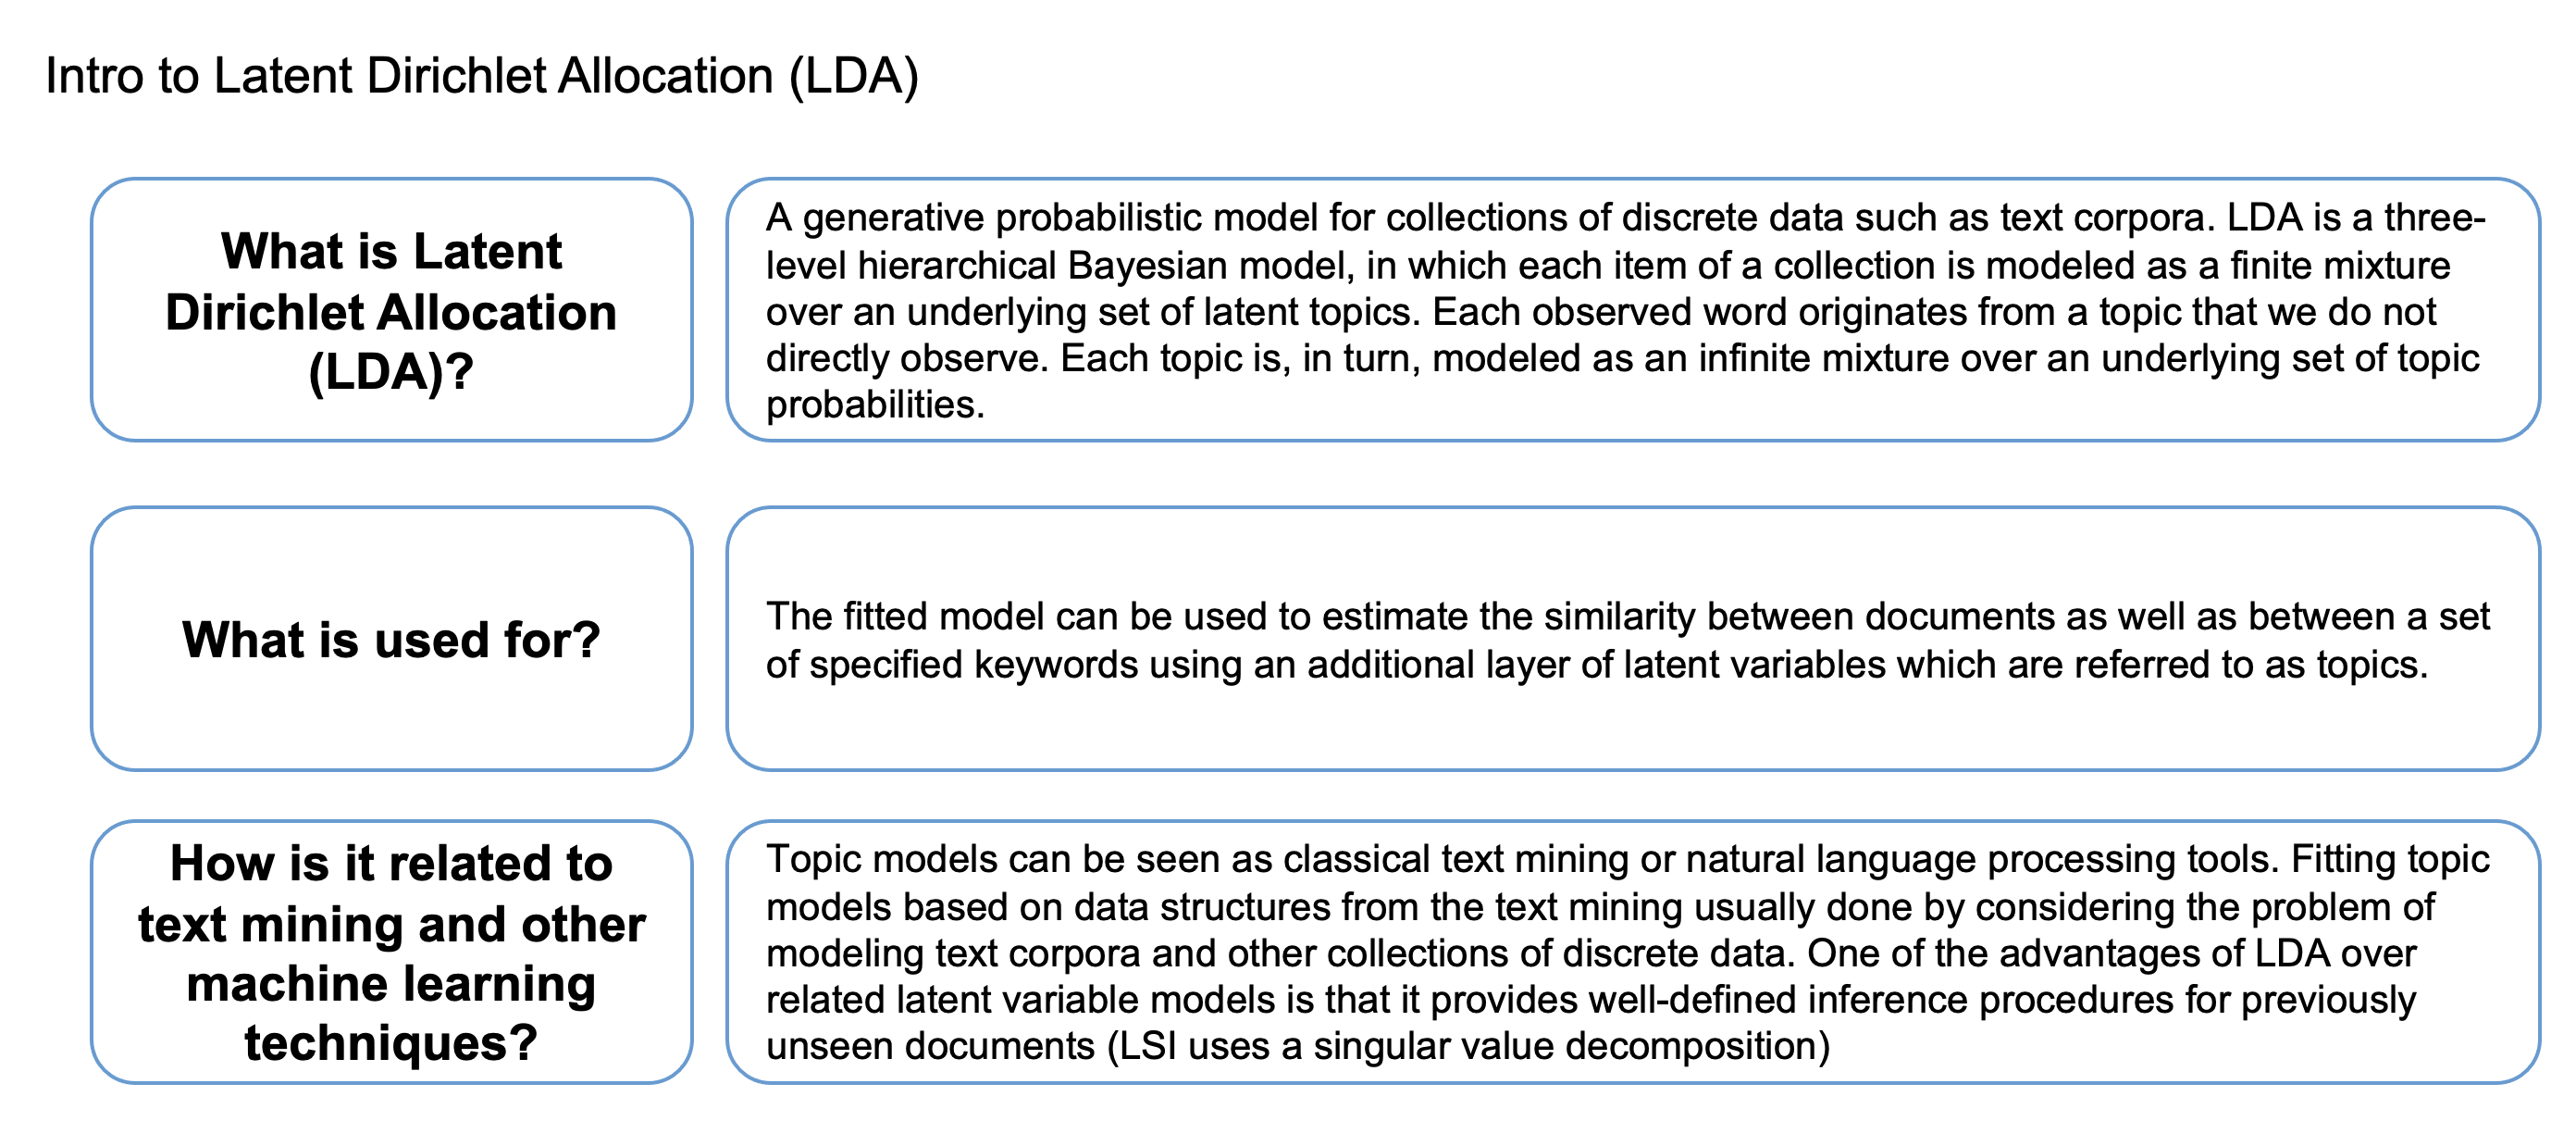 Intro to Latent Dirichlet Allocation (LDA)
What is Latent
Dirichlet Allocation
(LDA)?
A generative probabilistic model for collections of discrete data such as text corpora. LDA is a three-
level hierarchical Bayesian model, in which each item of a collection is modeled as a finite mixture
over an underlying set of latent topics. Each observed word originates from a topic that we do not
directly observe. Each topic is, in turn, modeled as an infinite mixture over an underlying set of topic
probabilities.
What is used for?
The fitted model can be used to estimate the similarity between documents as well as between a set
of specified keywords using an additional layer of latent variables which are referred to as topics.
How is it related to
text mining and other
machine learning
techniques?
Topic models can be seen as classical text mining or natural language processing tools. Fitting topic
models based on data structures from the text mining usually done by considering the problem of
modeling text corpora and other collections of discrete data. One of the advantages of LDA over
related latent variable models is that it provides well-defined inference procedures for previously
unseen documents (LSI uses a singular value decomposition)